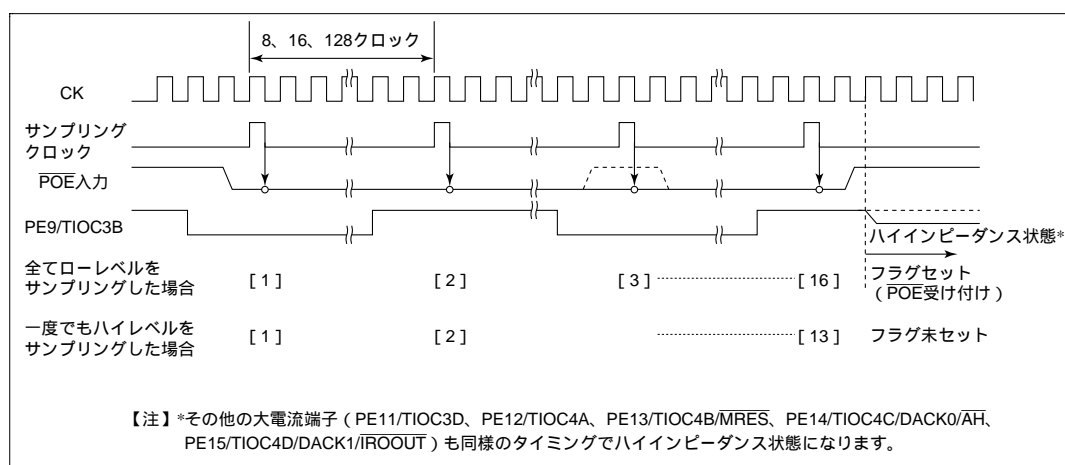 8、16、128クロック
CK
サンプリング
クロック
POE入力
PE9/TIOC3B
ハイインピーダンス状態*
全てローレベルを
サンプリングした場合
[ 1 ] [ 2 ] [ 3 ] [ 16 ] フラグセット
( POE受け付け )
一度でもハイレベルを
サンプリングした場合
[ 1 ] [ 2 ] [ 13 ] フラグ未セット
【注】*その他の大電流端子 ( PE11/TIOC3D、PE12/TIOC4A、PE13/TIOC4B/MRES、PE14/TIOC4C/DACK0/AH、
PE15/TIOC4D/DACK1/IROOUT ) も同様のタイミングでハイインピーダンス状態になります。